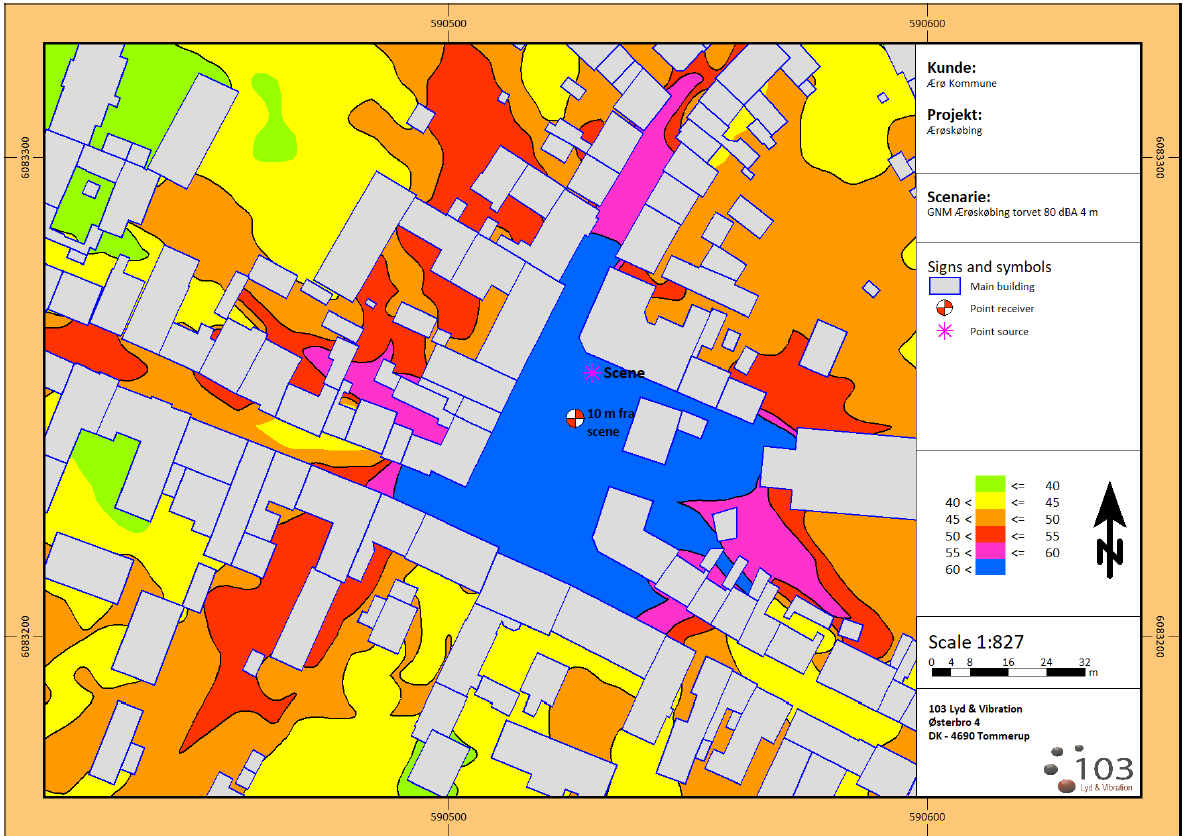 590500
590600
6083300
6083300
Kunde:
Ærø Kommune
Projekt:
Ærøskøbing
Scenarie:
GNM Ærøskøbing torvet 80 dBA 4 m
Signs and symbols
Main building
Point receiver
Point source
Scene
10 m fra
scene
<= 40
40 < <= 45
45 < <= 50
50 < <= 55
55 < <= 60
60 <
N
6083200
6083200
Scale 1:827
0 4 8 16 24 32
m
103 Lyd & Vibration
Østerbro 4
DK - 4690 Tommerup
103
Lyd & Vibration
590500
590600